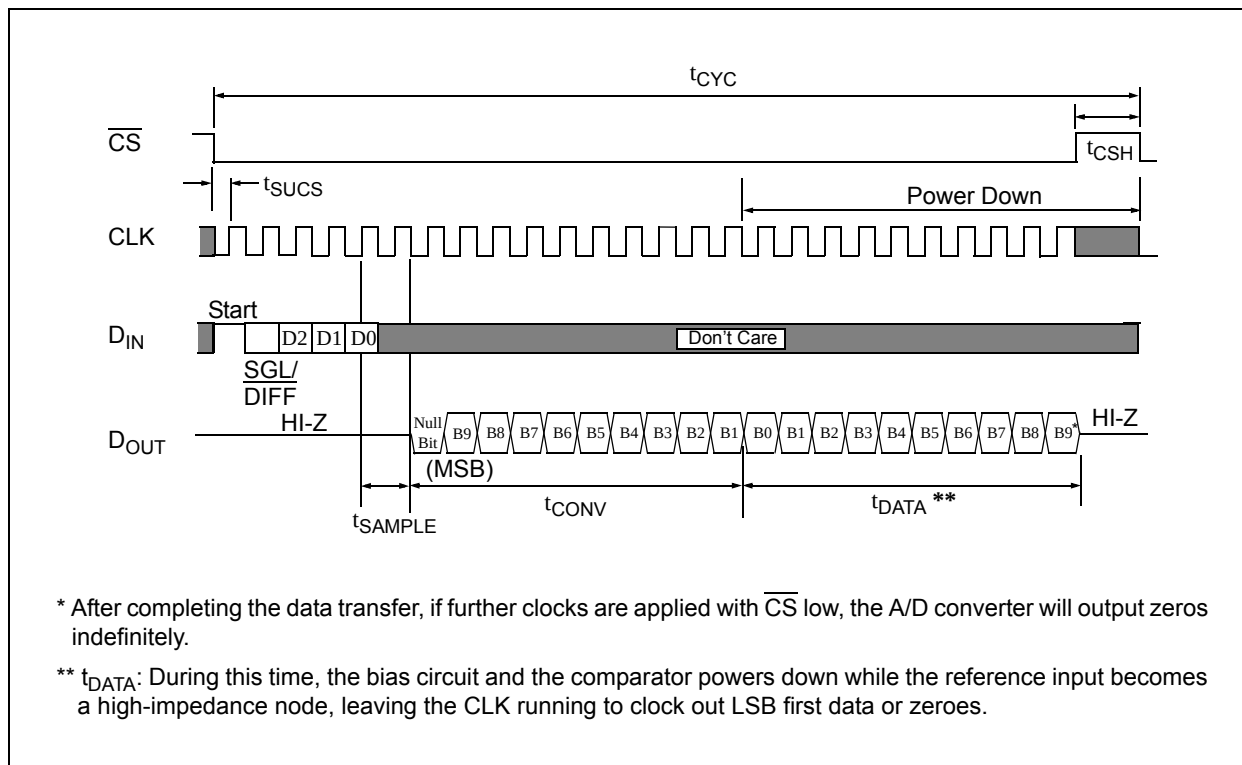 tCYC
CS
tCSH
tSUCS
Power Down
CLK
Start
DIN
D2 D1 D0
Don't Care
SGL/
DIFF
HI-Z
HI-Z
DOUT
Null
Bit
B9 B8 B7 B6 B5 B4 B3 B2 B1 B0 B1 B2 B3 B4 B5 B6 B7 B8 B9*
(MSB)
tSAMPLE
tCONV
tDATA **
* After completing the data transfer, if further clocks are applied with CS low, the A/D converter will output zeros
indefinitely.
** tDATA: During this time, the bias circuit and the comparator powers down while the reference input becomes
a high-impedance node, leaving the CLK running to clock out LSB first data or zeroes.